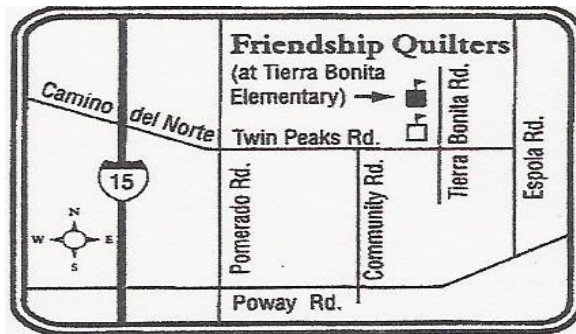 Friendship Quilters
(at Tierra Bonita
Elementary)
Camino del Norte
Twin Peaks Rd.
15
Pomerado Rd.
Community Rd.
Tierra Bonita Rd.
Espola Rd.
N
W E
S
Poway Rd.